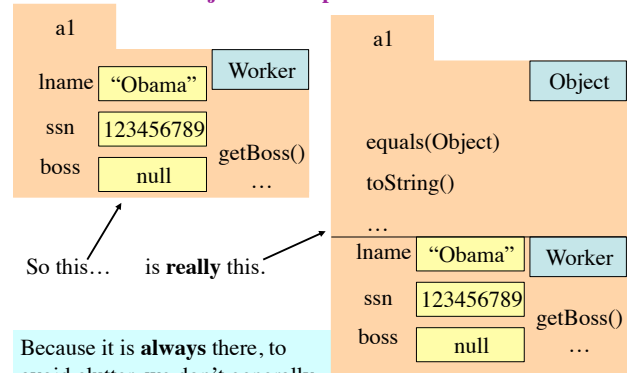 a1
Worker
lname "Obama"
ssn 123456789
boss null
getBoss()
…
a1
Object
equals(Object)
toString()
…
lname "Obama" Worker
ssn 123456789
boss null
getBoss()
…
So this… is really this.
Because it is always there, to